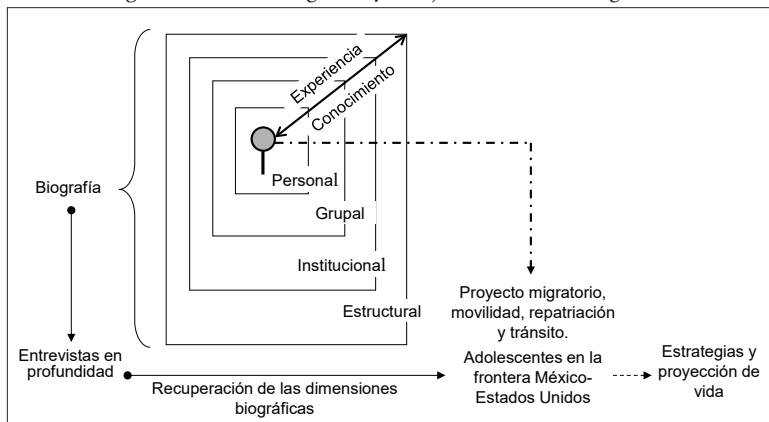 Experiencia
Conocimiento
Personal
Grupal
Institucional
Estructural
Biografía
Entrevistas en
profundidad
Recuperación de las dimensiones
biográficas
Proyecto migratorio,
movilidad, repatriación
y tránsito.
Adolescentes en la
frontera México-
Estados Unidos
Estrategias y
proyección de
vida